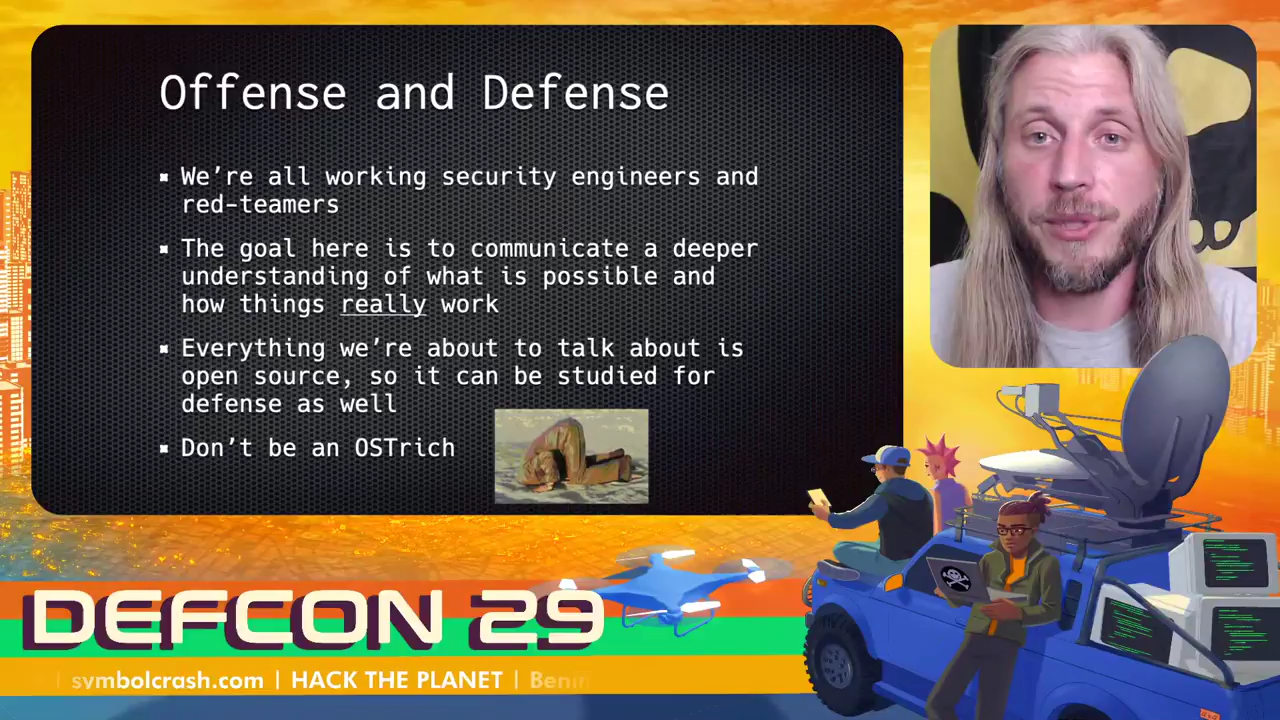 Offense and Defense
We’re all working security engineers and
red-teamers
The goal here is to communicate a deeper
understanding of what is possible and
how things really work
Everything we’re about to talk about is
open source, so it can be studied for
defense as well
Don’t be an OSTrich
DEFCON 29
| symbolcrash.com | HACK THE PLANET |